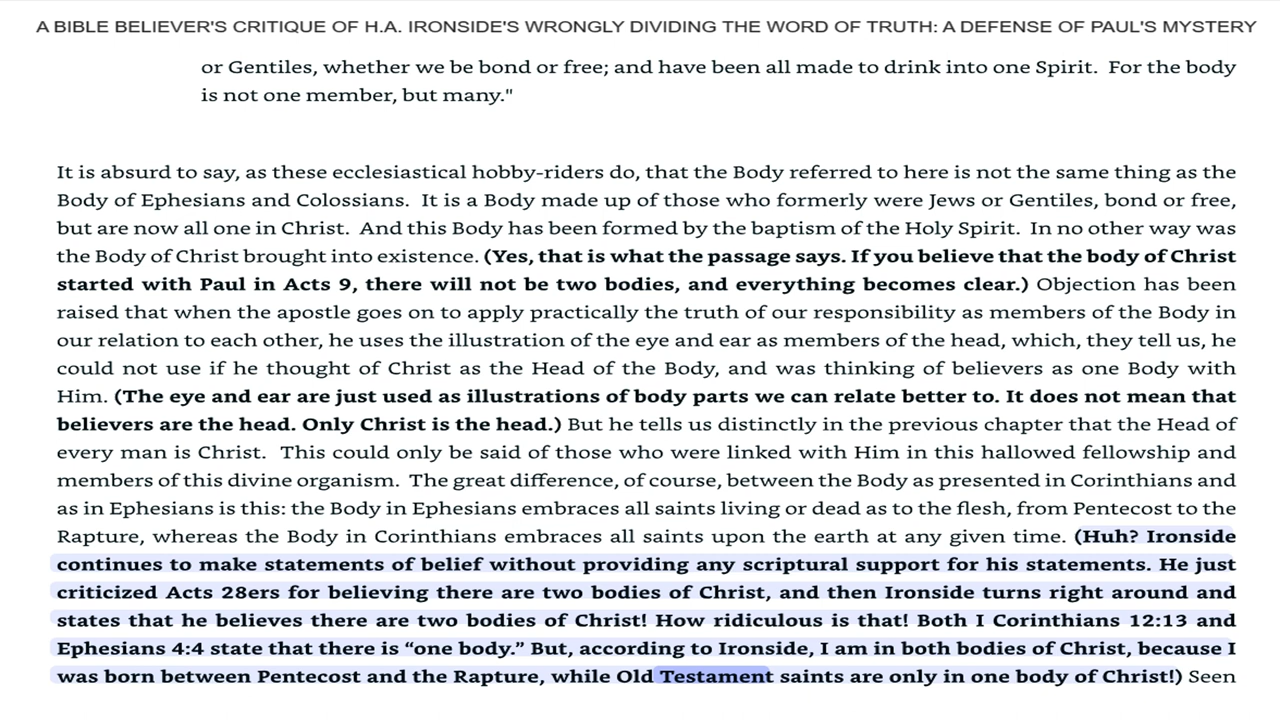 A BIBLE BELIEVER'S CRITIQUE OF H.A. IRONSIDE'S WRONGLY DIVIDING THE WORD OF TRUTH: A DEFENSE OF PAUL'S MYSTERY
or Gentiles, whether we be bond or free; and have been all made to drink into one Spirit. For the body
is not one member, but many."
It is absurd to say, as these ecclesiastical hobby-riders do, that the Body referred to here is not the same thing as the
Body of Ephesians and Colossians. It is a Body made up of those who formerly were Jews or Gentiles, bond or free,
but are now all one in Christ. And this Body has been formed by the baptism of the Holy Spirit. In no other way was
the Body of Christ brought into existence. (Yes, that is what the passage says. If you believe that the body of Christ
started with Paul in Acts 9, there will not be two bodies, and everything becomes clear.) Objection has been
raised that when the apostle goes on to apply practically the truth of our responsibility as members of the Body in
our relation to each other, he uses the illustration of the eye and ear as members of the head, which, they tell us, he
could not use if he thought of Christ as the Head of the Body, and was thinking of believers as one Body with
Him. (The eye and ear are just used as illustrations of body parts we can relate better to. It does not mean that
believers are the head. Only Christ is the head.) But he tells us distinctly in the previous chapter that the Head of
every man is Christ. This could only be said of those who were linked with Him in this hallowed fellowship and
members of this divine organism. The great difference, of course, between the Body as presented in Corinthians and
as in Ephesians is this: the Body in Ephesians embraces all saints living or dead as to the flesh, from Pentecost to the
Rapture, whereas the Body in Corinthians embraces all saints upon the earth at any given time. (Huh? Ironside
continues to make statements of belief without providing any scriptural support for his statements. He just
criticized Acts 28ers for believing there are two bodies of Christ, and then Ironside turns right around and
states that he believes there are two bodies of Christ! How ridiculous is that! Both I Corinthians 12:13 and
Ephesians 4:4 state that there is “one body.” But, according to Ironside, I am in both bodies of Christ, because I
was born between Pentecost and the Rapture, while Old Testament saints are only in one body of Christ!) Seen